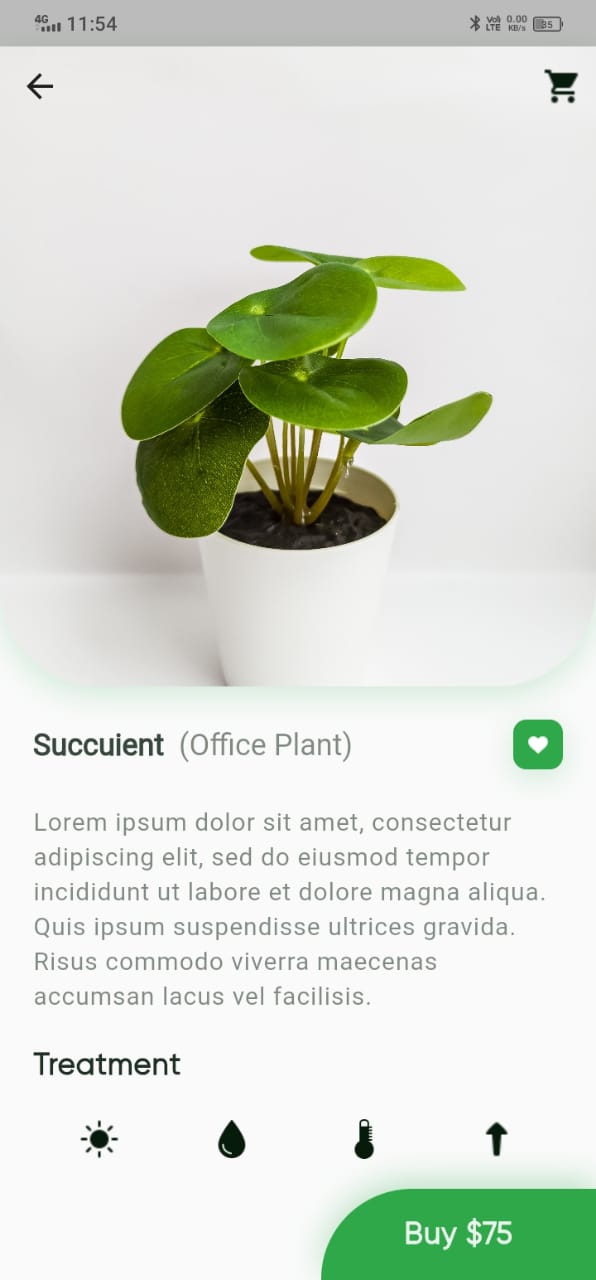 4G 11:54 Vo) LTE 0.00 KB/s 35
Succuient (Office Plant)
Lorem ipsum dolor sit amet, consectetur
adipiscing elit, sed do eiusmod tempor
incididunt ut labore et dolore magna aliqua.
Quis ipsum suspendisse ultrices gravida.
Risus commodo viverra maecenas
accumsan lacus vel facilisis.
Treatment
Buy $75